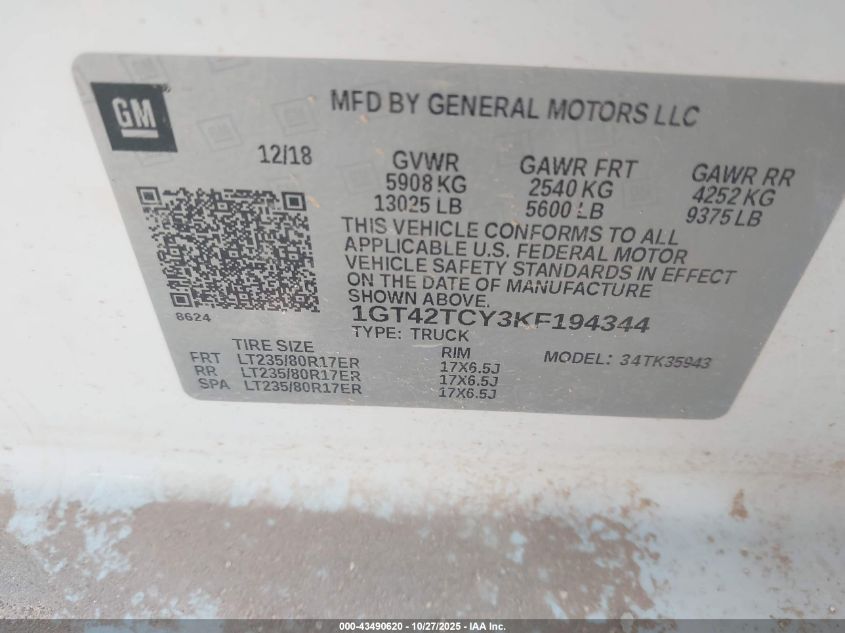 GM
MFD BY GENERAL MOTORS LLC
12/18 GVWR GAWR FRT GAWR RR
5908 KG 2540 KG 4252 KG
13025 LB 5600 LB 9375 LB
THIS VEHICLE CONFORMS TO ALL
APPLICABLE U.S. FEDERAL MOTOR
VEHICLE SAFETY STANDARDS IN EFFECT
ON THE DATE OF MANUFACTURE
SHOWN ABOVE.
8624 1GT42TCY3KF194344
TYPE: TRUCK
TIRE SIZE RIM MODEL: 34TK35943
FRT LT235/80R17ER 17X6.5J
RR LT235/80R17ER 17X6.5J
SPA LT235/80R17ER 17X6.5J
000-43490620 - 10/27/2025 - IAA Inc.